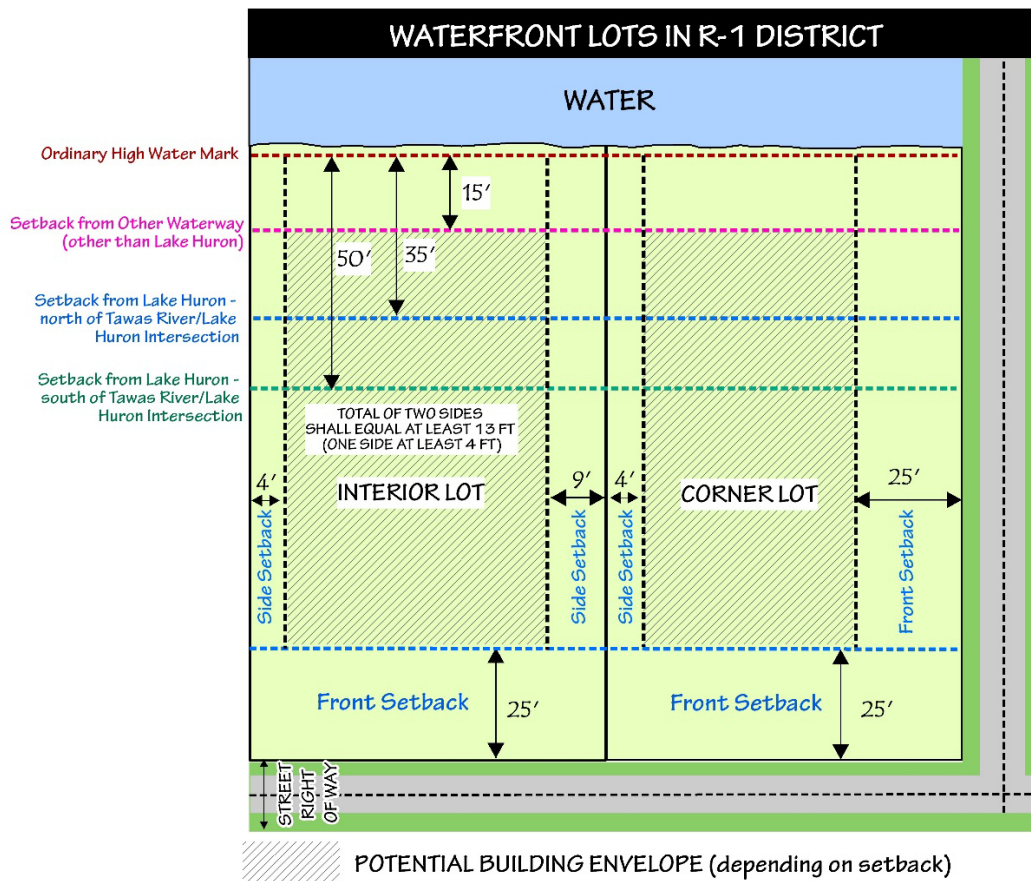 WATERFRONT LOTS IN R-1 DISTRICT
WATER
Ordinary High Water Mark
15'
Setback from Other Waterway
(other than Lake Huron)
50'
35'
Setback from Lake Huron -
north of Tawas River/Lake
Huron Intersection
Setback from Lake Huron -
south of Tawas River/Lake
Huron Intersection
TOTAL OF TWO SIDES
SHALL EQUAL AT LEAST 13 FT
(ONE SIDE AT LEAST 4 FT)
4'
INTERIOR LOT
9'
4'
CORNER LOT
25'
Side Setback
Side Setback
Side Setback
Front Setback
Front Setback
25'
Front Setback
25'
STREET
RIGHT
OF WAY
POTENTIAL BUILDING ENVELOPE (depending on setback)